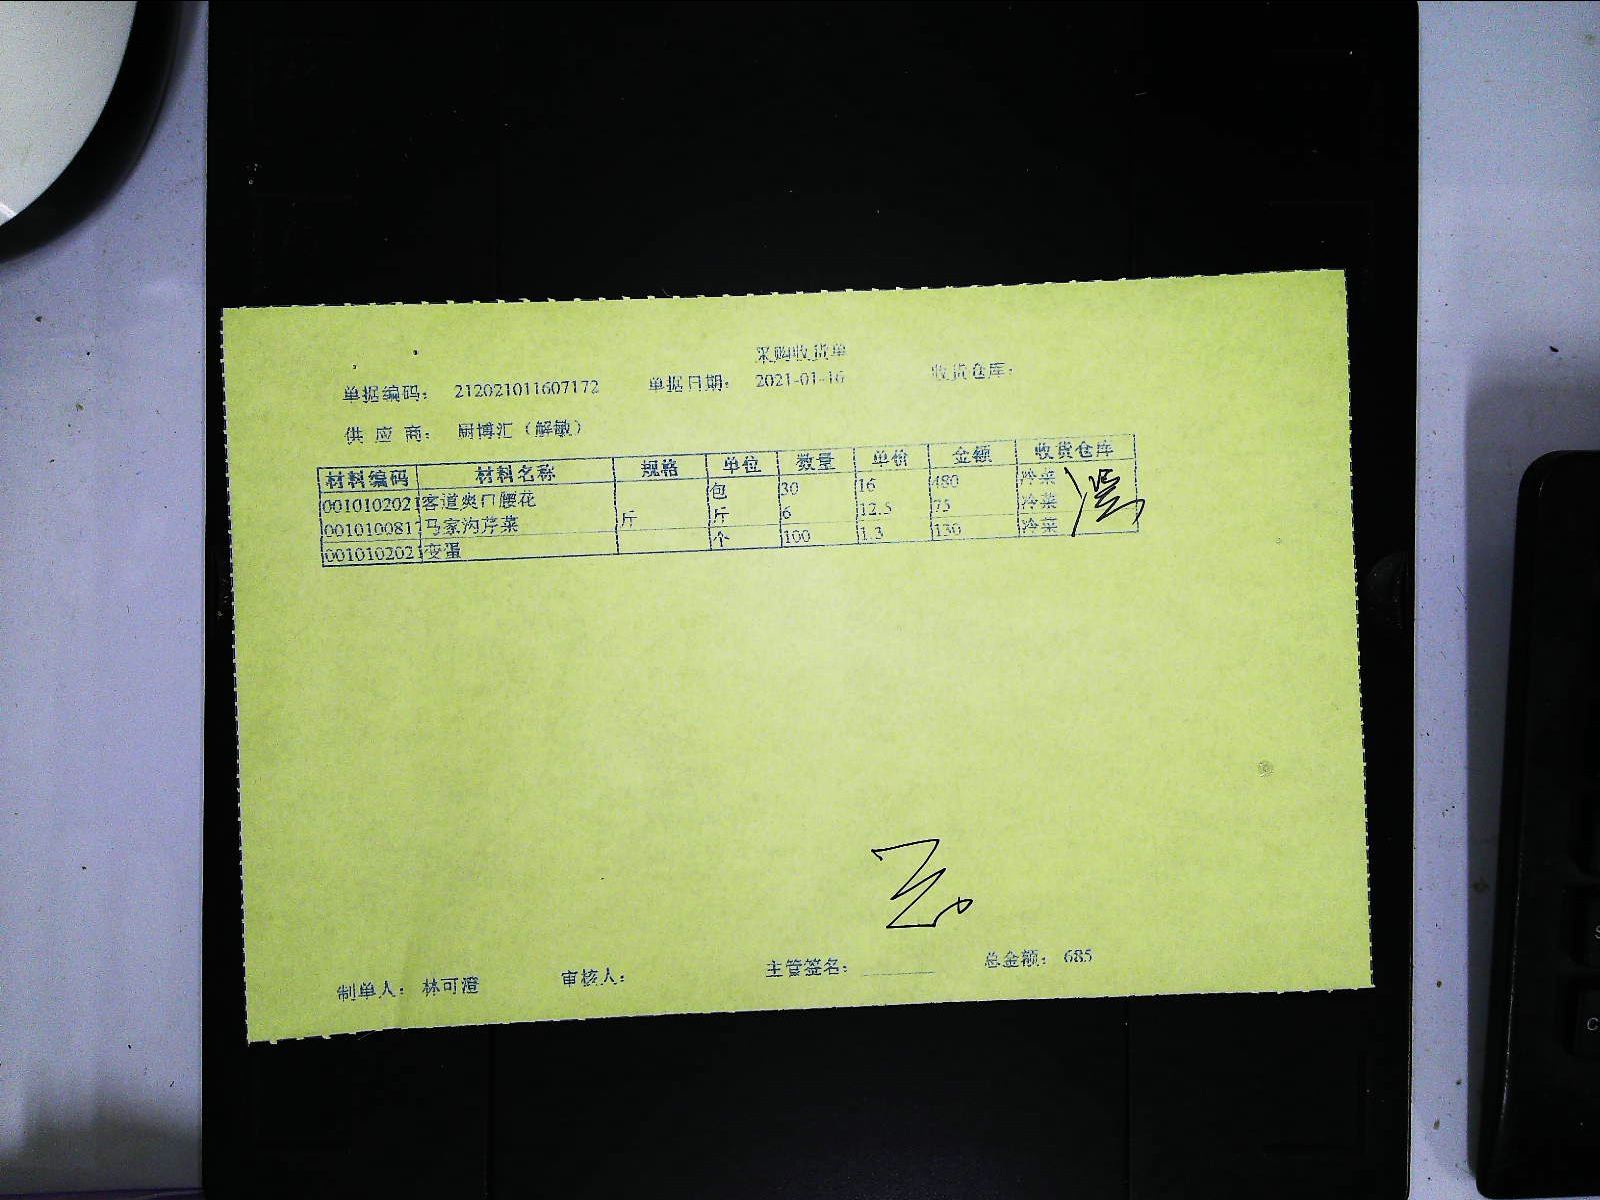 采购收货单
单据编码： 212021011607172 单据日期： 2021-01-16 收货仓库：
供 应 商： 厨博汇（解敏）
材料编码 材料名称 规格 单位 数量 单价 金额 收货仓库
001010202 客道爽口腰花 包 30 16 480 冷菜
001010081 马家沟芹菜 斤 斤 6 12.5 75 冷菜
001010202 变蛋 个 100 1.3 130 冷菜
制单人： 林可澄 审核人： 主管签名： 总金额： 685